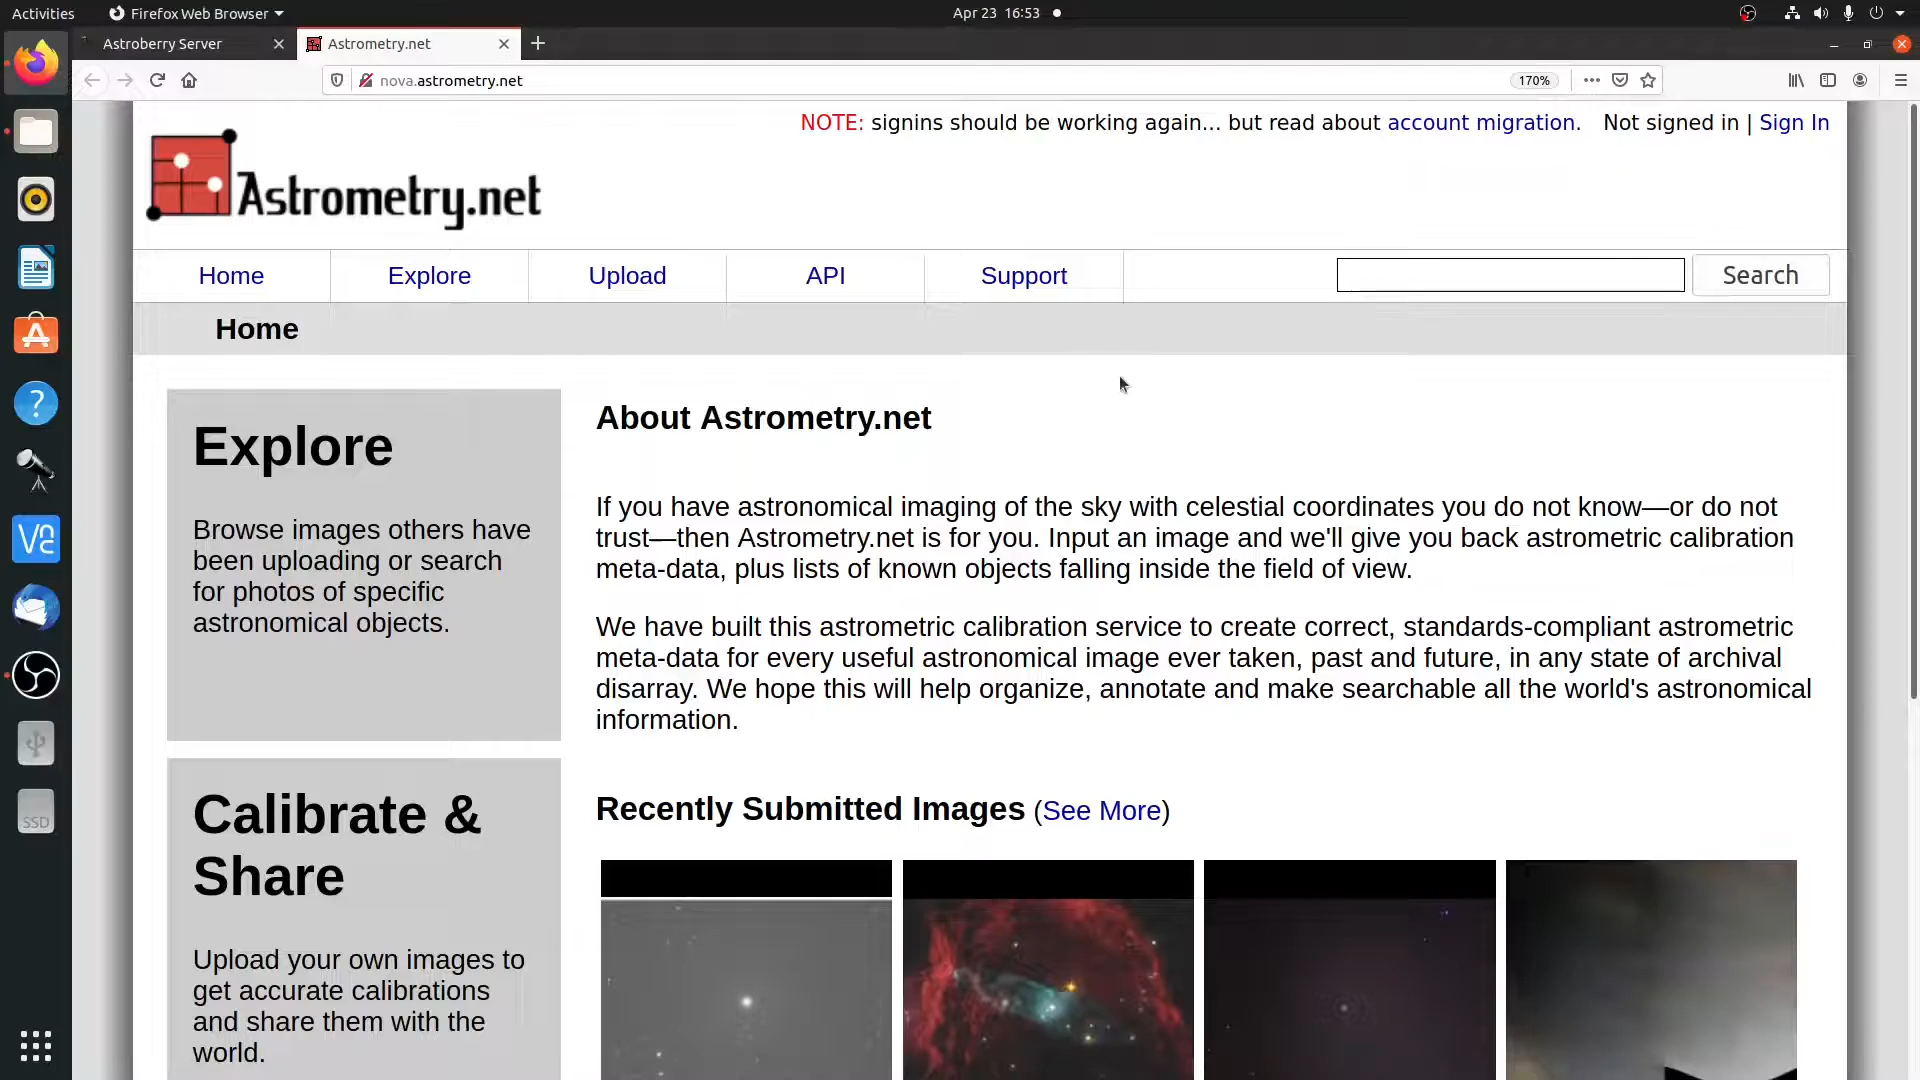 Activities
Firefox Web Browser
Apr 23 16:53
Astroberry Server
Astrometry.net
nova.astrometry.net
170%
NOTE: signins should be working again... but read about account migration. Not signed in | Sign In
Astrometry.net
Home
Explore
Upload
API
Support
Search
Home
Explore
Browse images others have
been uploading or search
for photos of specific
astronomical objects.
Calibrate &
Share
Upload your own images to
get accurate calibrations
and share them with the
world.
About Astrometry.net
If you have astronomical imaging of the sky with celestial coordinates you do not know—or do not
trust—then Astrometry.net is for you. Input an image and we'll give you back astrometric calibration
meta-data, plus lists of known objects falling inside the field of view.
We have built this astrometric calibration service to create correct, standards-compliant astrometric
meta-data for every useful astronomical image ever taken, past and future, in any state of archival
disarray. We hope this will help organize, annotate and make searchable all the world's astronomical
information.
Recently Submitted Images (See More)
V2
SSD